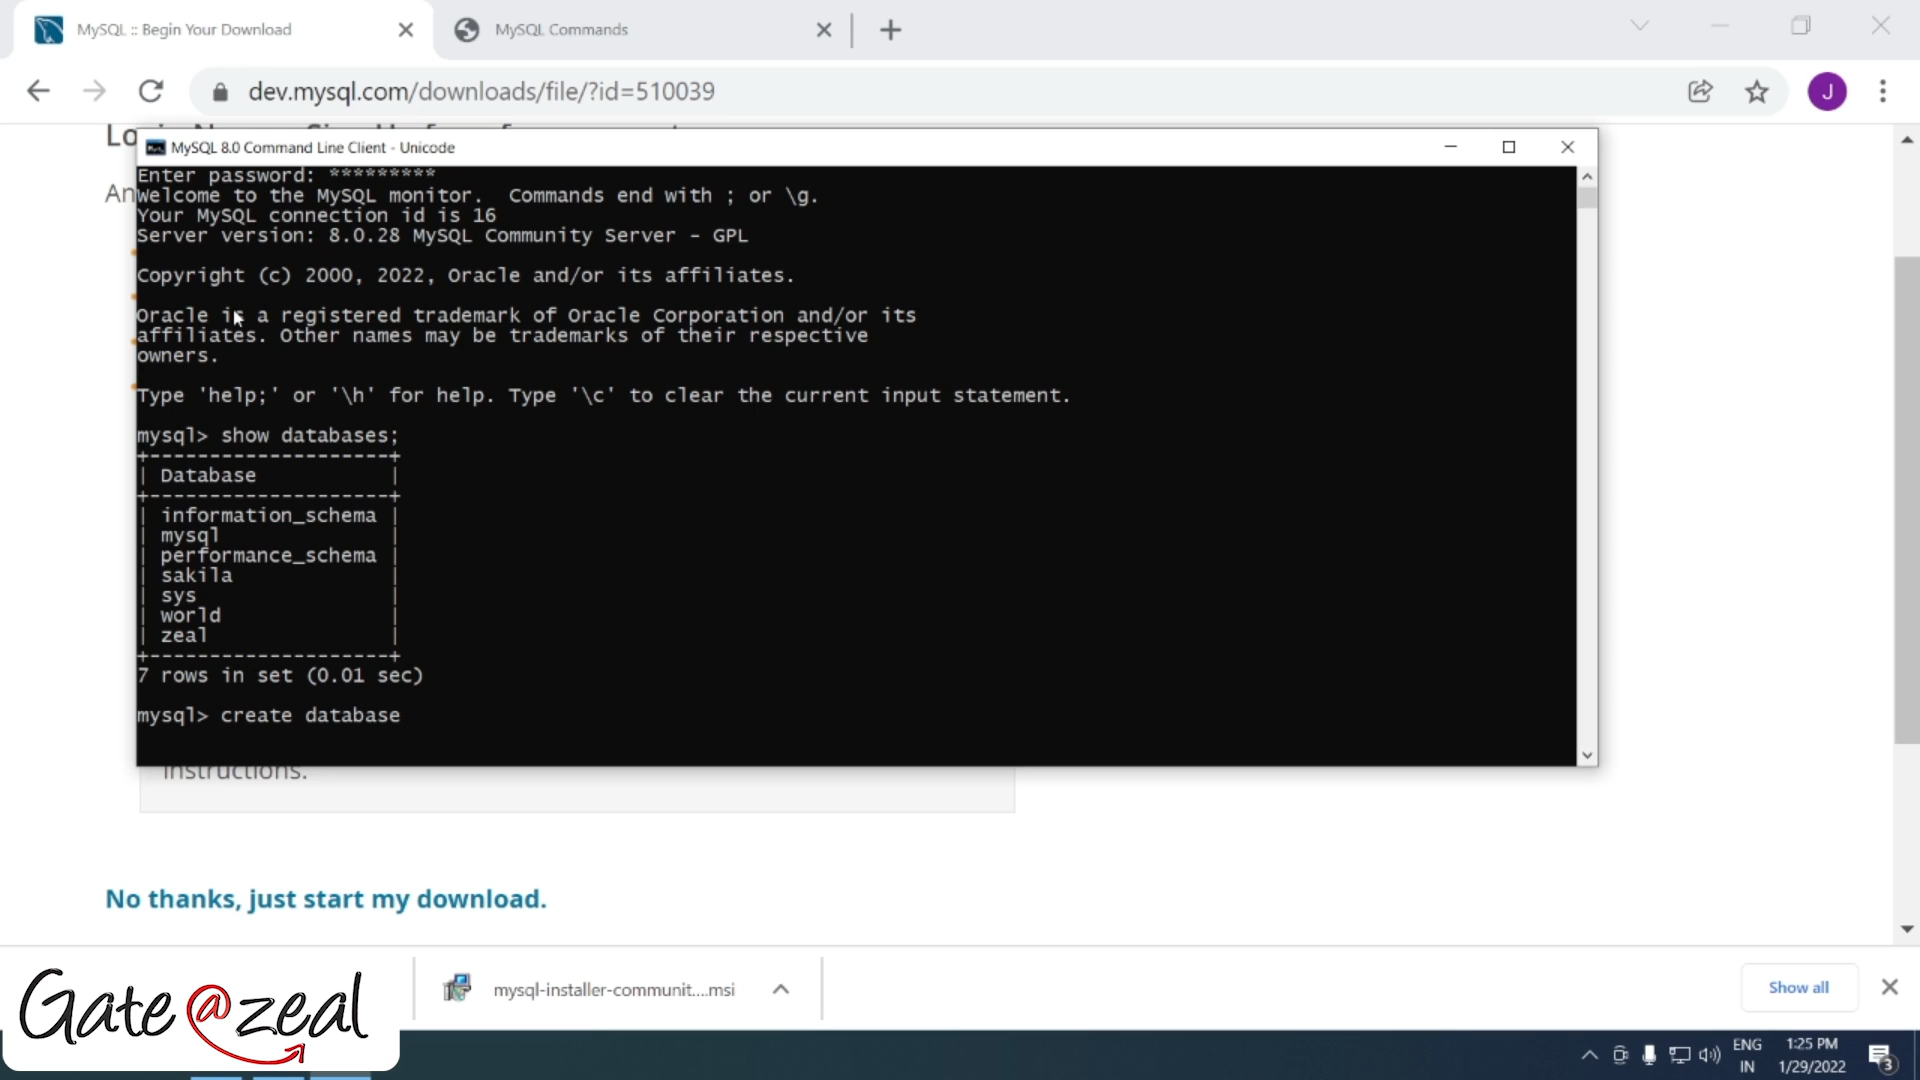 MySQL :: Begin Your Download
MySQL Commands
dev.mysql.com/downloads/file/?id=510039
J
MySQL 8.0 Command Line Client - Unicode
Enter password: *********
Welcome to the MySQL monitor.  Commands end with ; or \g.
Your MySQL connection id is 16
Server version: 8.0.28 MySQL Community Server - GPL
Copyright (c) 2000, 2022, Oracle and/or its affiliates.
Oracle is a registered trademark of Oracle Corporation and/or its
affiliates. Other names may be trademarks of their respective
owners.
Type 'help;' or '\h' for help. Type '\c' to clear the current input statement.
mysql> show databases;
+--------------------+
| Database           |
+--------------------+
| information_schema |
| mysql              |
| performance_schema |
| sakila             |
| sys                |
| world              |
| zeal               |
+--------------------+
7 rows in set (0.01 sec)
mysql> create database
instructions.
No thanks, just start my download.
Gate@zeal
mysql-installer-communit....msi
Show all
ENG
IN
1:25 PM
1/29/2022
3